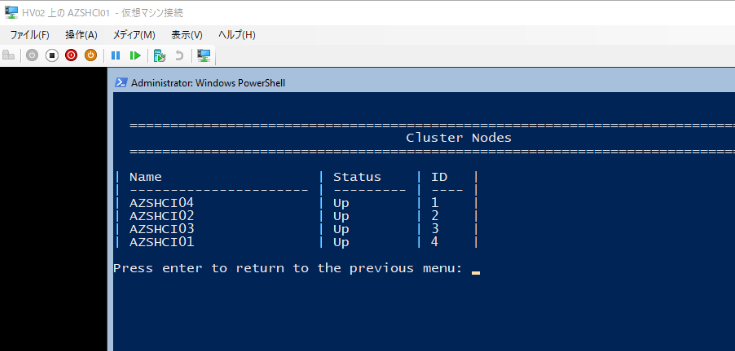 HV02 上の AZSHCI01 - 仮想マシン接続
ファイル(F) 操作(A) メディア(M) 表示(V) ヘルプ(H)
Administrator: Windows PowerShell
================================================================================
Cluster Nodes
================================================================================
| Name | Status | ID |
| ---------------------- | --------- | ---- |
| AZSHCI04 | Up | 1 |
| AZSHCI02 | Up | 2 |
| AZSHCI03 | Up | 3 |
| AZSHCI01 | Up | 4 |
Press enter to return to the previous menu: _